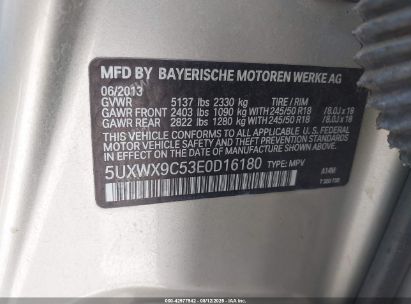 MFD BY BAYERISCHE MOTOREN WERKE AG
06/2013
GVWR 5137 lbs 2330 kg TIRE / RIM
GAWR FRONT 2403 lbs 1090 kg WITH 245/50 R18 /8.0J x 18
GAWR REAR 2822 lbs 1280 kg WITH 245/50 R18 /8.0J x 18
THIS VEHICLE CONFORMS TO ALL APPLICABLE U.S. FEDERAL
MOTOR VEHICLE SAFETY, BUMPER, AND THEFT PREVENTION
STANDARDS IN EFFECT ON THE DATE OF MANUFACTURE
SHOWN ABOVE.
5UXWX9C53E0D16180 TYPE: MPV